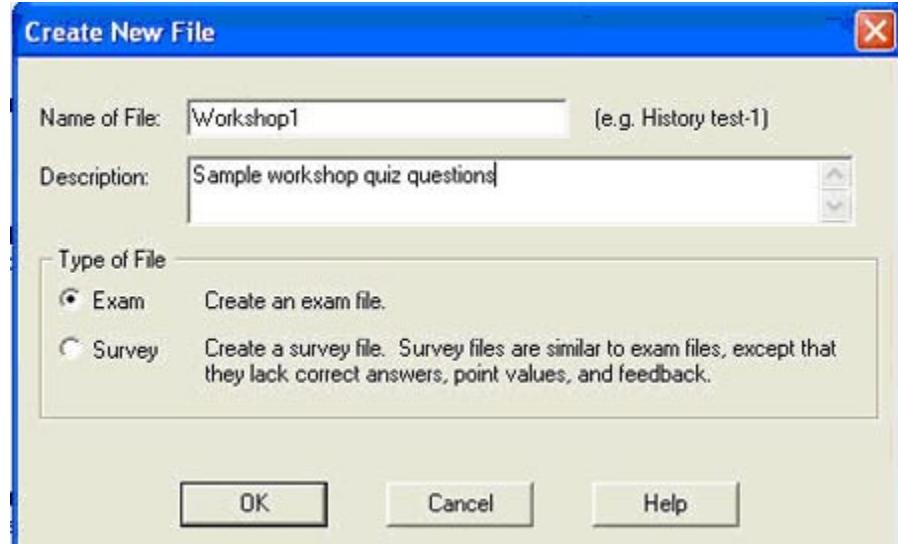 Create New File
Name of File: Workshop1 (e.g. History test-1)
Description: Sample workshop quiz questions
Type of File
Exam Create an exam file.
Survey Create a survey file. Survey files are similar to exam files, except that
they lack correct answers, point values, and feedback.
OK Cancel Help